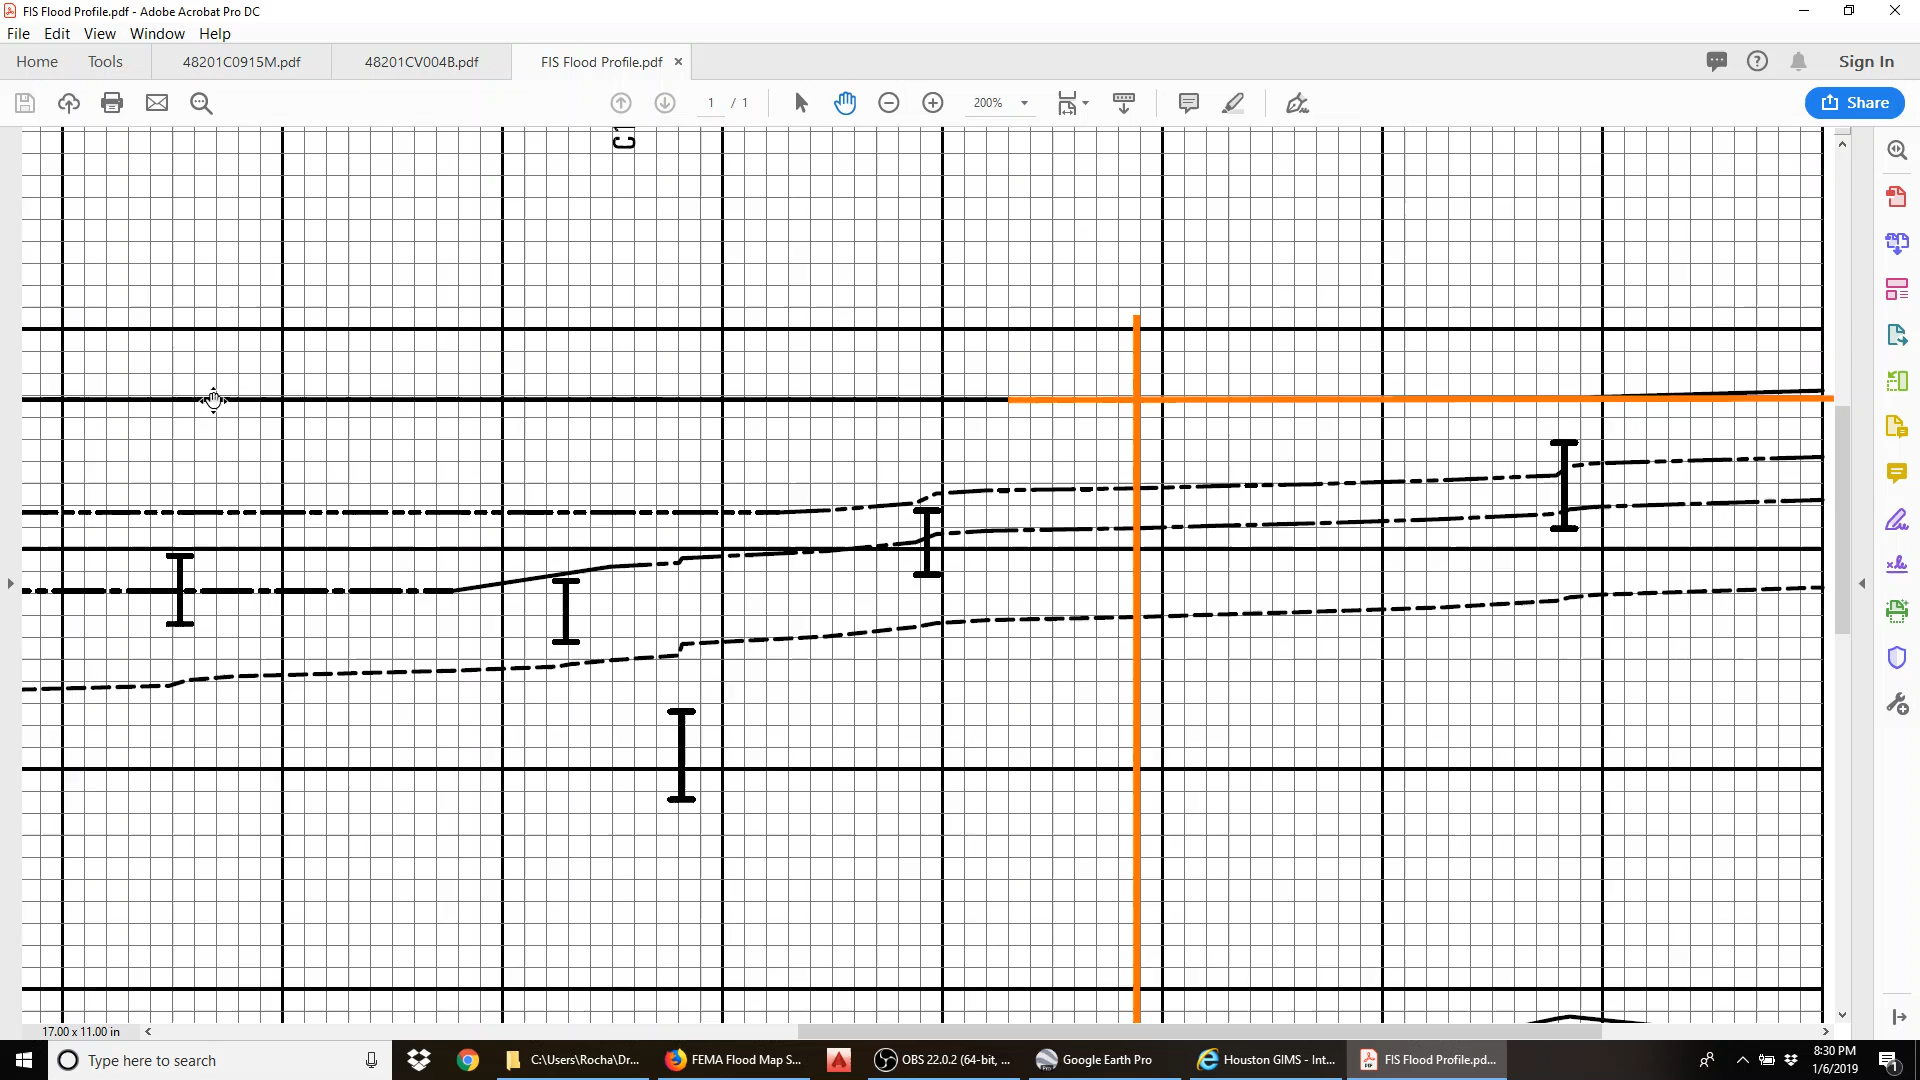 FIS Flood Profile.pdf - Adobe Acrobat Pro DC
File Edit View Window Help
Home Tools 48201C0915M.pdf 48201CV004B.pdf FIS Flood Profile.pdf Sign In
1 / 1 200% Share
17.00 x 11.00 in
Type here to search C:\Users\Rocha\Dr... FEMA Flood Map S... OBS 22.0.2 (64-bit, ... Google Earth Pro Houston GIMS - Int... FIS Flood Profile.pd... 8:30 PM
1/6/2019